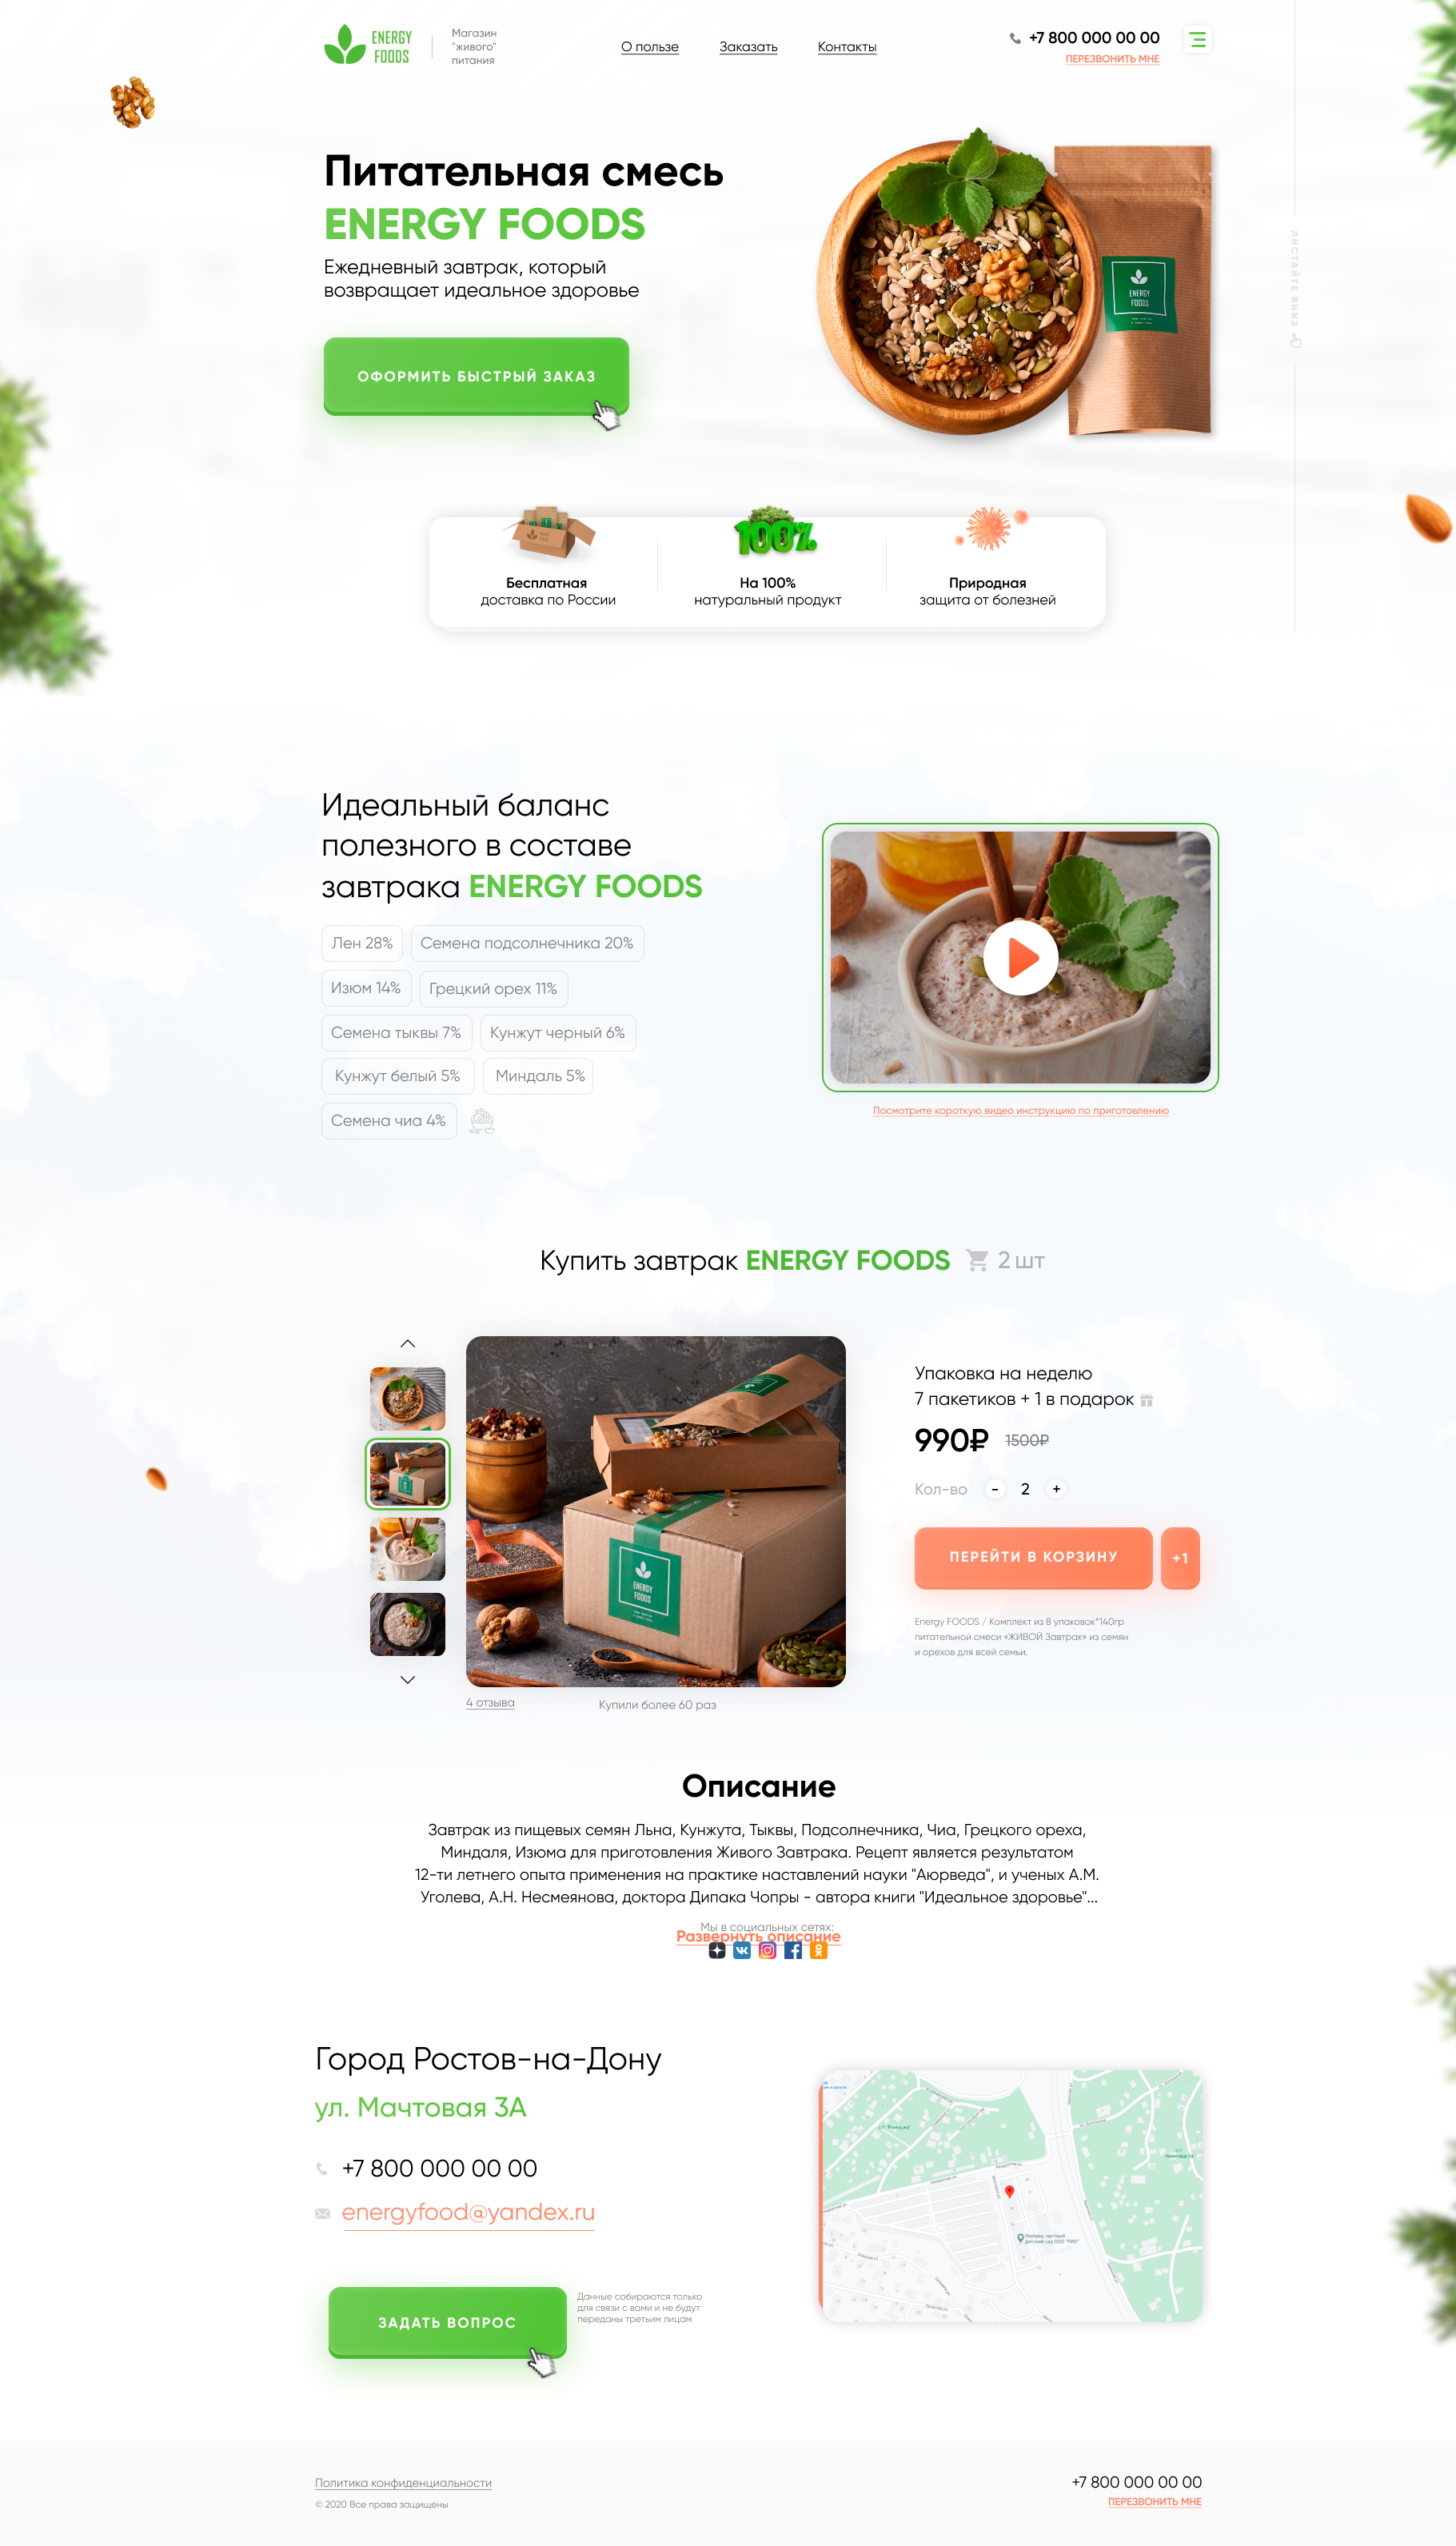 ENERGY
FOODS
Магазин
"живого"
питания
О пользе
Заказать
Контакты
+7 800 000 00 00
ПЕРЕЗВОНИТЬ МНЕ
Питательная смесь
ENERGY FOODS
Ежедневный завтрак, который
возвращает идеальное здоровье
ОФОРМИТЬ БЫСТРЫЙ ЗАКАЗ
ENERGY
FOODS
ЛИСТАЙТЕ ВНИЗ
100%
Бесплатная
доставка по России
На 100%
натуральный продукт
Природная
защита от болезней
Идеальный баланс
полезного в составе
завтрака ENERGY FOODS
Лен 28%
Семена подсолнечника 20%
Изюм 14%
Грецкий орех 11%
Семена тыквы 7%
Кунжут черный 6%
Кунжут белый 5%
Миндаль 5%
Семена чиа 4%
Посмотрите короткую видео инструкцию по приготовлению
Купить завтрак ENERGY FOODS
2 шт
ENERGY
FOODS
Упаковка на неделю
7 пакетиков + 1 в подарок
990₽
1500₽
Кол-во
-
2
+
ПЕРЕЙТИ В КОРЗИНУ
+1
Energy FOODS / Комплект из 8 упаковок*140гр
питательной смеси «ЖИВОЙ Завтрак» из семян
и орехов для всей семьи.
4 отзыва
Купили более 60 раз
Описание
Завтрак из пищевых семян Льна, Кунжута, Тыквы, Подсолнечника, Чиа, Грецкого ореха,
Миндаля, Изюма для приготовления Живого Завтрака. Рецепт является результатом
12-ти летнего опыта применения на практике наставлений науки "Аюрведа", и ученых А.М.
Уголева, А.Н. Несмеянова, доктора Дипака Чопры - автора книги "Идеальное здоровье"...
Мы в социальных сетях:
Развернуть описание
Город Ростов-на-Дону
ул. Мачтовая 3А
+7 800 000 00 00
energyfood@yandex.ru
ЗАДАТЬ ВОПРОС
Данные собираются только
для связи с вами и не будут
переданы третьим лицам
Любава, частный
детский сад ООО "РИО"
Политика конфиденциальности
© 2020 Все права защищены
+7 800 000 00 00
ПЕРЕЗВОНИТЬ МНЕ